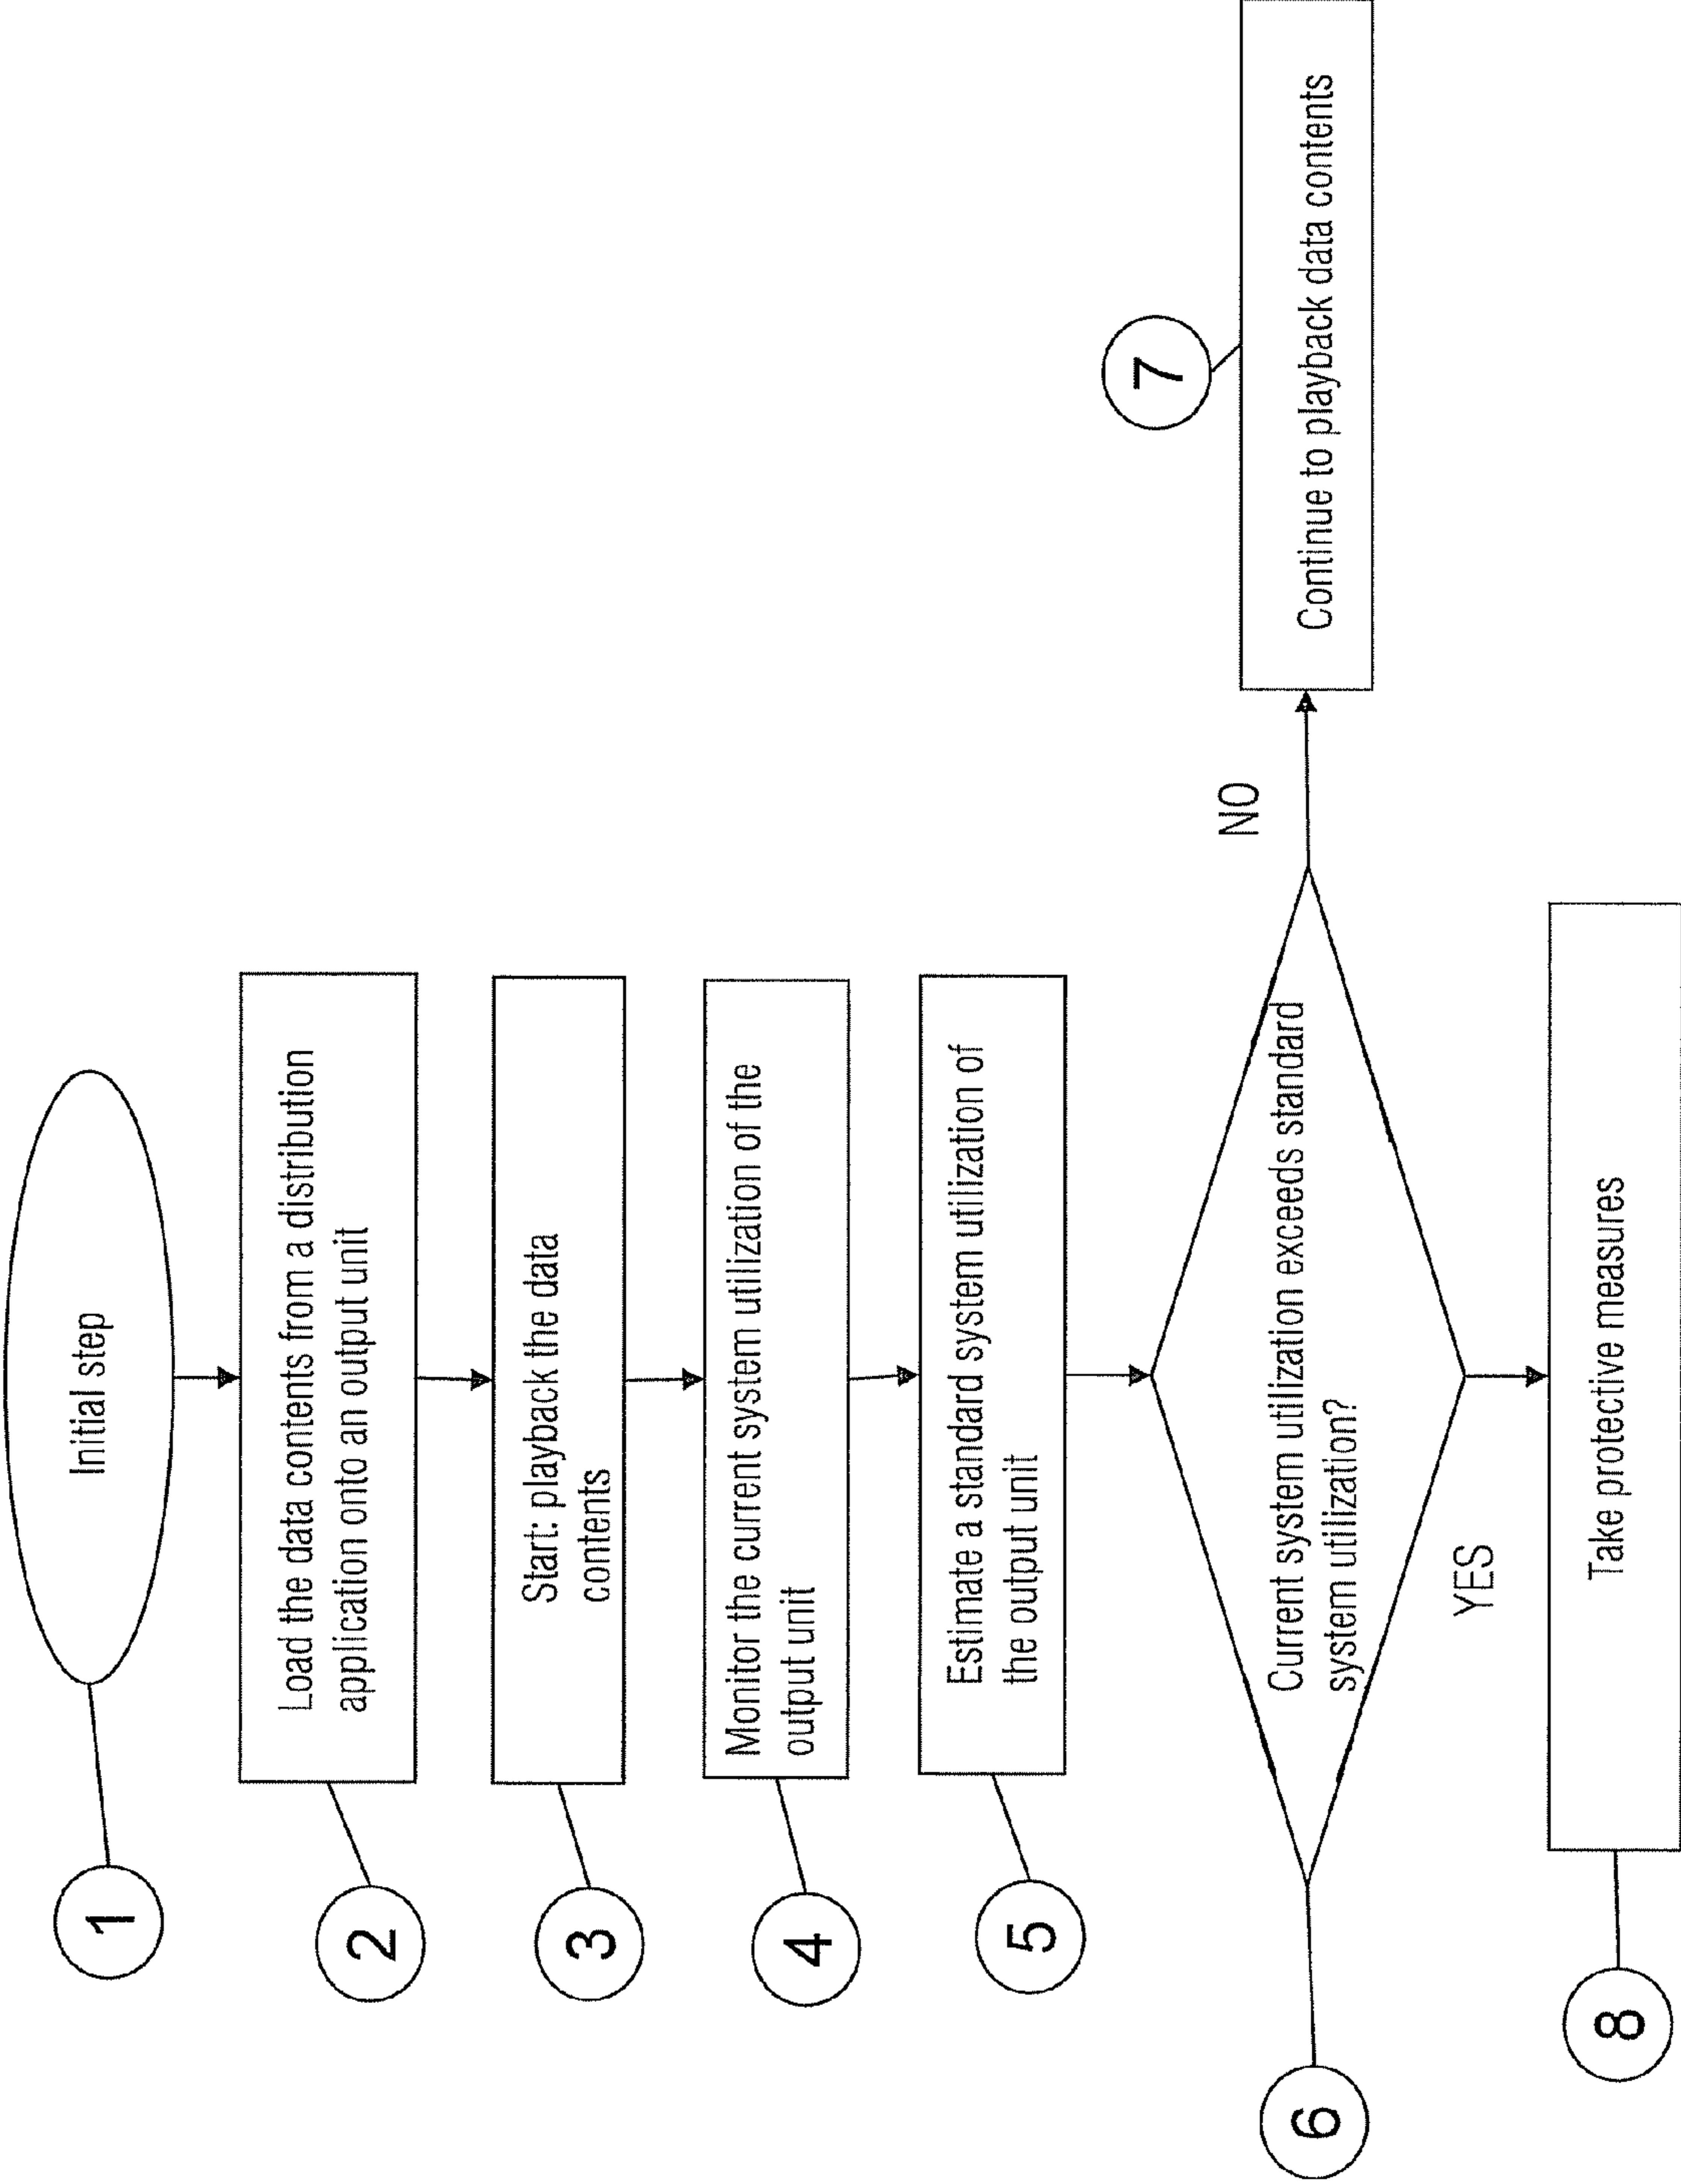 1
Initial step
2
Load the data contents from a distribution
application onto an output unit
3
Start: playback the data
contents
4
Monitor the current system utilization of the
output unit
5
Estimate a standard system utilization of
the output unit
6
Current system utilization exceeds standard
system utilization?
NO
7
Continue to playback data contents
YES
8
Take protective measures